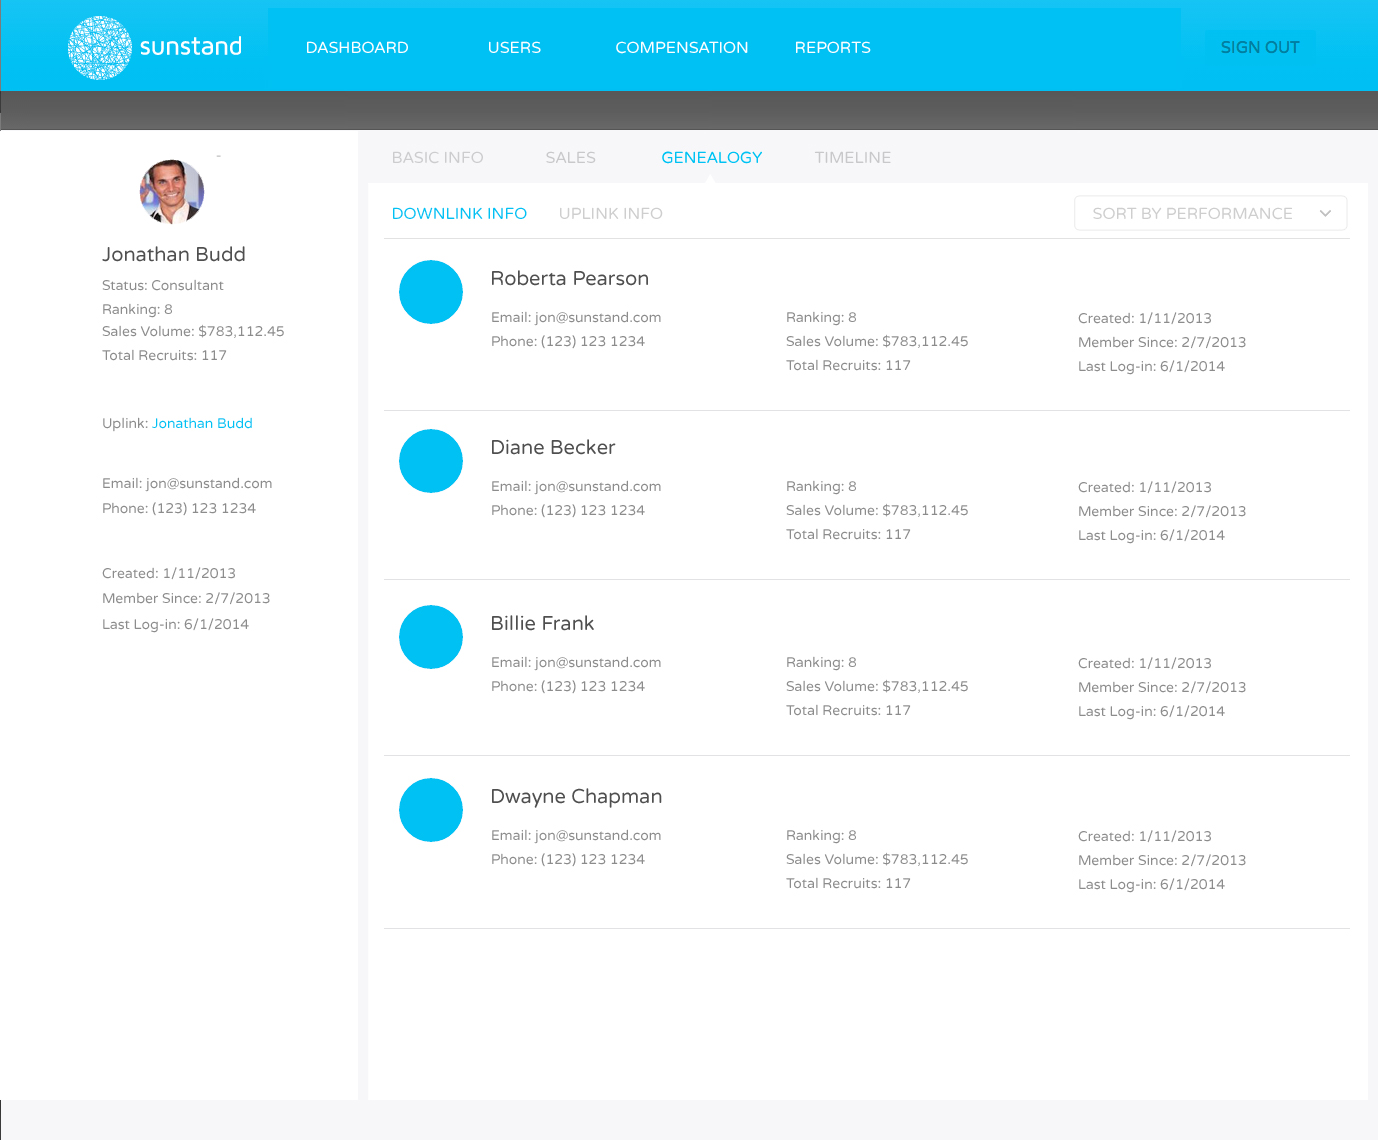 sunstand
DASHBOARD
USERS
COMPENSATION
REPORTS
SIGN OUT
Jonathan Budd
Status: Consultant
Ranking: 8
Sales Volume: $783,112.45
Total Recruits: 117
Uplink: Jonathan Budd
Email: jon@sunstand.com
Phone: (123) 123 1234
Created: 1/11/2013
Member Since: 2/7/2013
Last Log-in: 6/1/2014
BASIC INFO
SALES
GENEALOGY
TIMELINE
DOWNLINK INFO
UPLINK INFO
SORT BY PERFORMANCE
Roberta Pearson
Email: jon@sunstand.com
Phone: (123) 123 1234
Ranking: 8
Sales Volume: $783,112.45
Total Recruits: 117
Created: 1/11/2013
Member Since: 2/7/2013
Last Log-in: 6/1/2014
Diane Becker
Email: jon@sunstand.com
Phone: (123) 123 1234
Ranking: 8
Sales Volume: $783,112.45
Total Recruits: 117
Created: 1/11/2013
Member Since: 2/7/2013
Last Log-in: 6/1/2014
Billie Frank
Email: jon@sunstand.com
Phone: (123) 123 1234
Ranking: 8
Sales Volume: $783,112.45
Total Recruits: 117
Created: 1/11/2013
Member Since: 2/7/2013
Last Log-in: 6/1/2014
Dwayne Chapman
Email: jon@sunstand.com
Phone: (123) 123 1234
Ranking: 8
Sales Volume: $783,112.45
Total Recruits: 117
Created: 1/11/2013
Member Since: 2/7/2013
Last Log-in: 6/1/2014